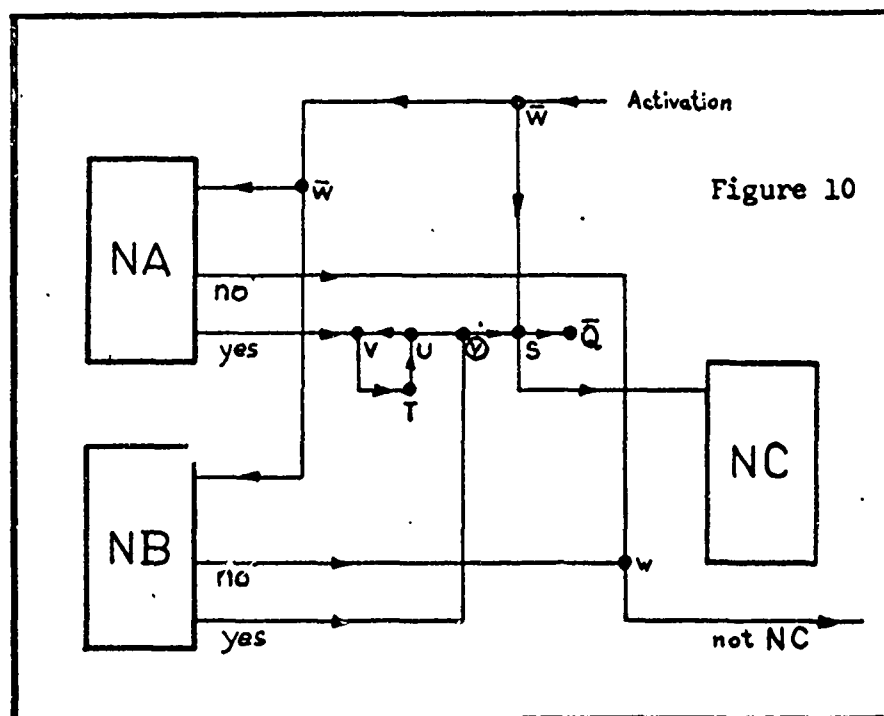 Activation
W̄
Figure 10
w̄
NA
no
yes
V
U
Ⓥ
S
Q̄
T
NC
NB
no
w
yes
not NC